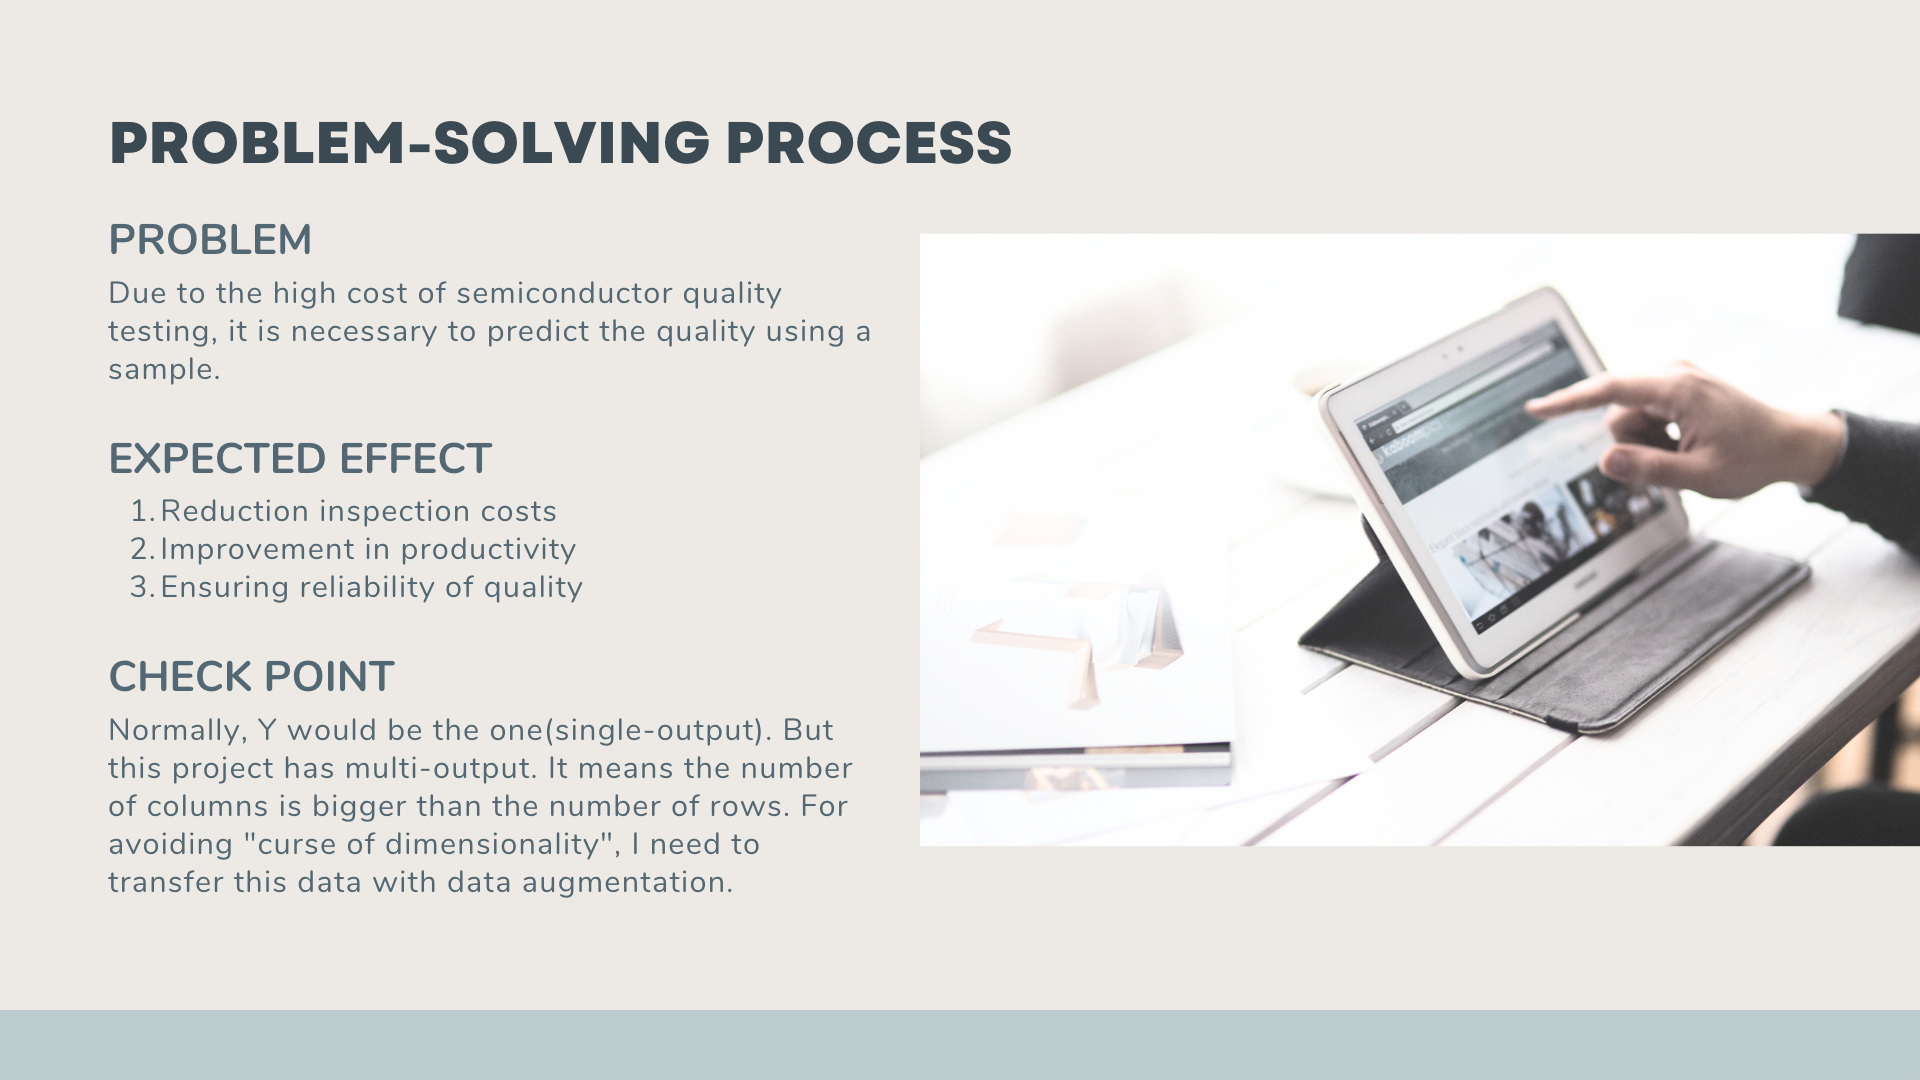 PROBLEM-SOLVING PROCESS
PROBLEM
Due to the high cost of semiconductor quality
testing, it is necessary to predict the quality using a
sample.
EXPECTED EFFECT
1. Reduction inspection costs
2. Improvement in productivity
3. Ensuring reliability of quality
CHECK POINT
Normally, Y would be the one(single-output). But
this project has multi-output. It means the number
of columns is bigger than the number of rows. For
avoiding "curse of dimensionality", I need to
transfer this data with data augmentation.